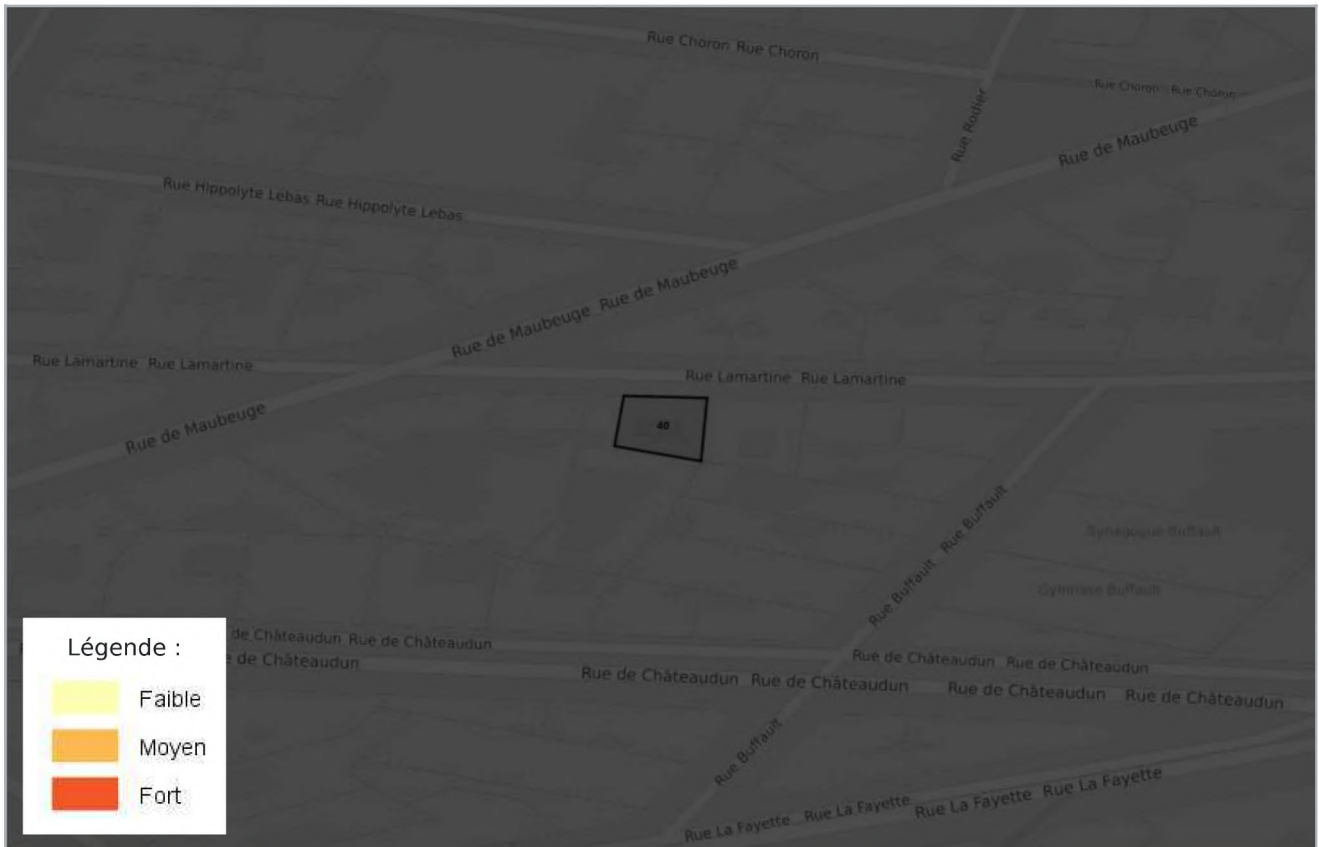 Rue Choron Rue Choron
Rue Choron Rue Choron
Rue Rodier
Rue de Maubeuge
Rue Hippolyte Lebas Rue Hippolyte Lebas
Rue de Maubeuge Rue de Maubeuge
Rue Lamartine Rue Lamartine
Rue Lamartine Rue Lamartine
Rue de Maubeuge
40
Rue Buffault Rue Buffault
Synagogue Buffault
Gymnase Buffault
de Châteaudun Rue de Châteaudun
de Châteaudun
Rue de Châteaudun Rue de Châteaudun
Rue de Châteaudun Rue de Châteaudun
Rue de Châteaudun Rue de Châteaudun
Rue Buffault
Rue La Fayette Rue La Fayette
Rue La Fayette Rue La Fayette
Légende :
Faible
Moyen
Fort